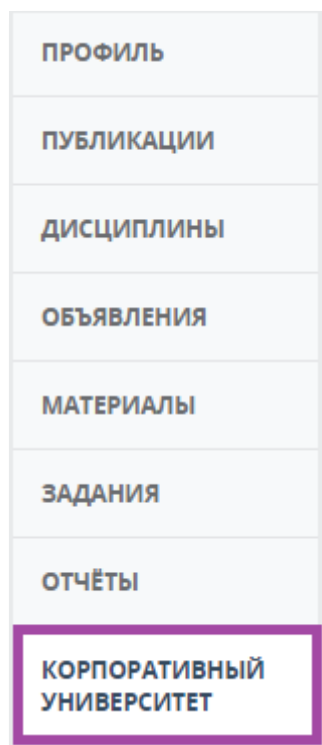 ПРОФИЛЬ
ПУБЛИКАЦИИ
ДИСЦИПЛИНЫ
ОБЪЯВЛЕНИЯ
МАТЕРИАЛЫ
ЗАДАНИЯ
ОТЧЁТЫ
КОРПОРАТИВНЫЙ
УНИВЕРСИТЕТ